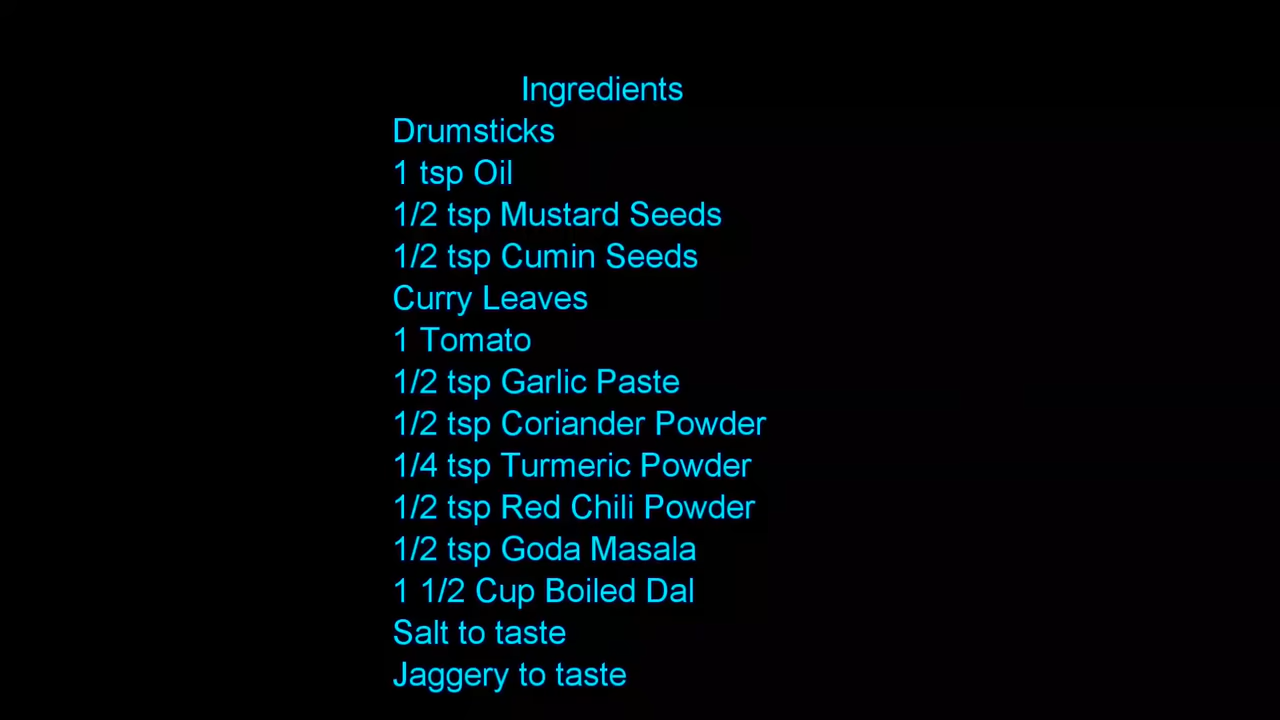 Ingredients
Drumsticks
1 tsp Oil
1/2 tsp Mustard Seeds
1/2 tsp Cumin Seeds
Curry Leaves
1 Tomato
1/2 tsp Garlic Paste
1/2 tsp Coriander Powder
1/4 tsp Turmeric Powder
1/2 tsp Red Chili Powder
1/2 tsp Goda Masala
1 1/2 Cup Boiled Dal
Salt to taste
Jaggery to taste